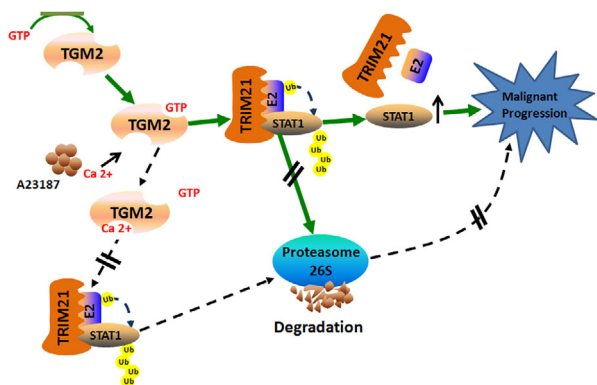 GTP
TGM2
GTP
TGM2
A23187
Ca 2+
GTP
TGM2
Ca 2+
TRIM21
E2
Ub
STAT1
Ub
Ub
Ub
Ub
TRIM21
E2
STAT1
Malignant
Progression
TRIM21
E2
Ub
STAT1
Ub
Ub
Ub
Ub
Proteasome
26S
Degradation